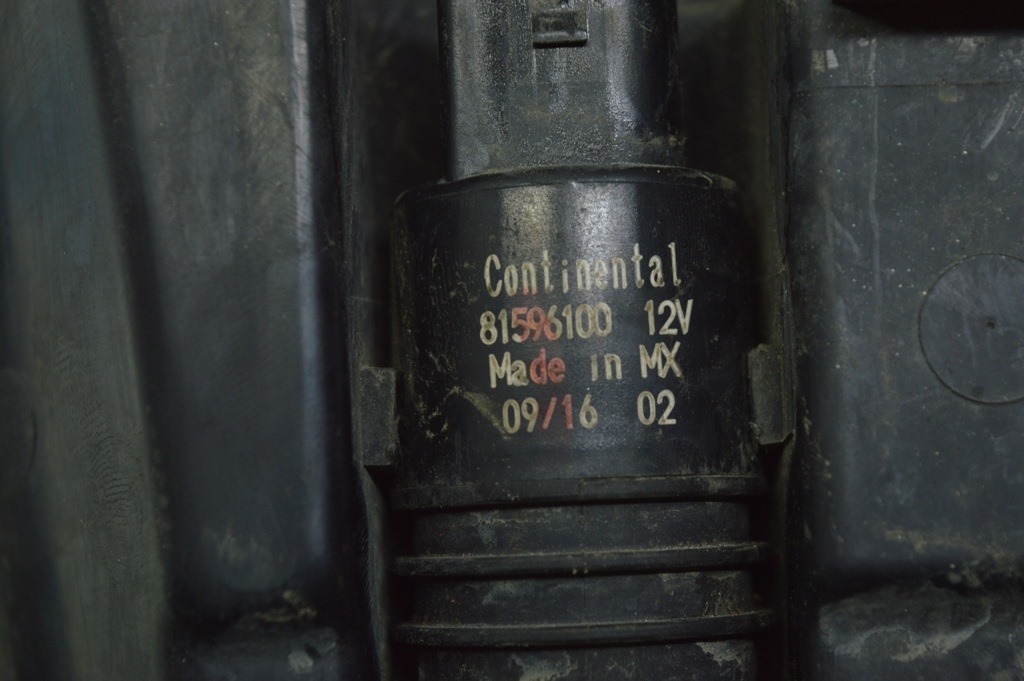 Continental
81596100 12V
Made in MX
09/16 02